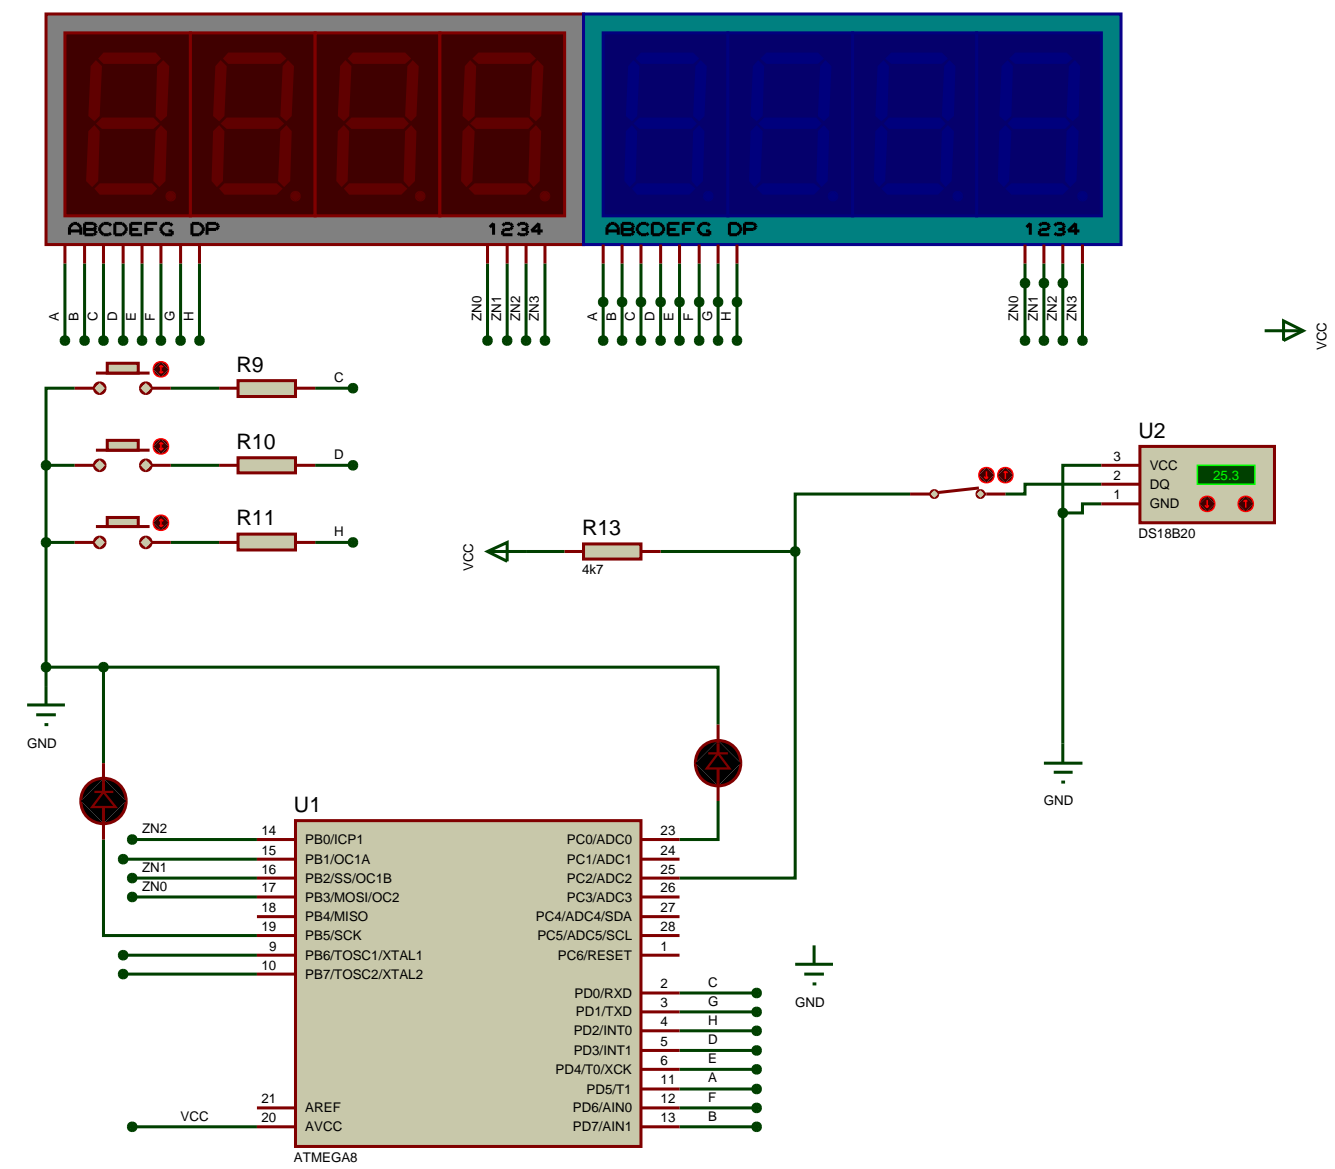 ABCDEFG DP
1234
ABCDEFG DP
1234
A
B
C
D
E
F
G
H
ZN0
ZN1
ZN2
ZN3
A
B
C
D
E
F
G
H
ZN0
ZN1
ZN2
ZN3
VCC
R9
C
R10
D
R11
H
U2
3 VCC
2 DQ
1 GND
25.3
DS18B20
R13
4k7
VCC
GND
GND
U1
ZN2 14 PB0/ICP1
15 PB1/OC1A
ZN1 16 PB2/SS/OC1B
ZN0 17 PB3/MOSI/OC2
18 PB4/MISO
19 PB5/SCK
9 PB6/TOSC1/XTAL1
10 PB7/TOSC2/XTAL2
21 AREF
VCC 20 AVCC
PC0/ADC0 23
PC1/ADC1 24
PC2/ADC2 25
PC3/ADC3 26
PC4/ADC4/SDA 27
PC5/ADC5/SCL 28
PC6/RESET 1
PD0/RXD 2 C
PD1/TXD 3 G
PD2/INT0 4 H
PD3/INT1 5 D
PD4/T0/XCK 6 E
PD5/T1 11 A
PD6/AIN0 12 F
PD7/AIN1 13 B
ATMEGA8
GND